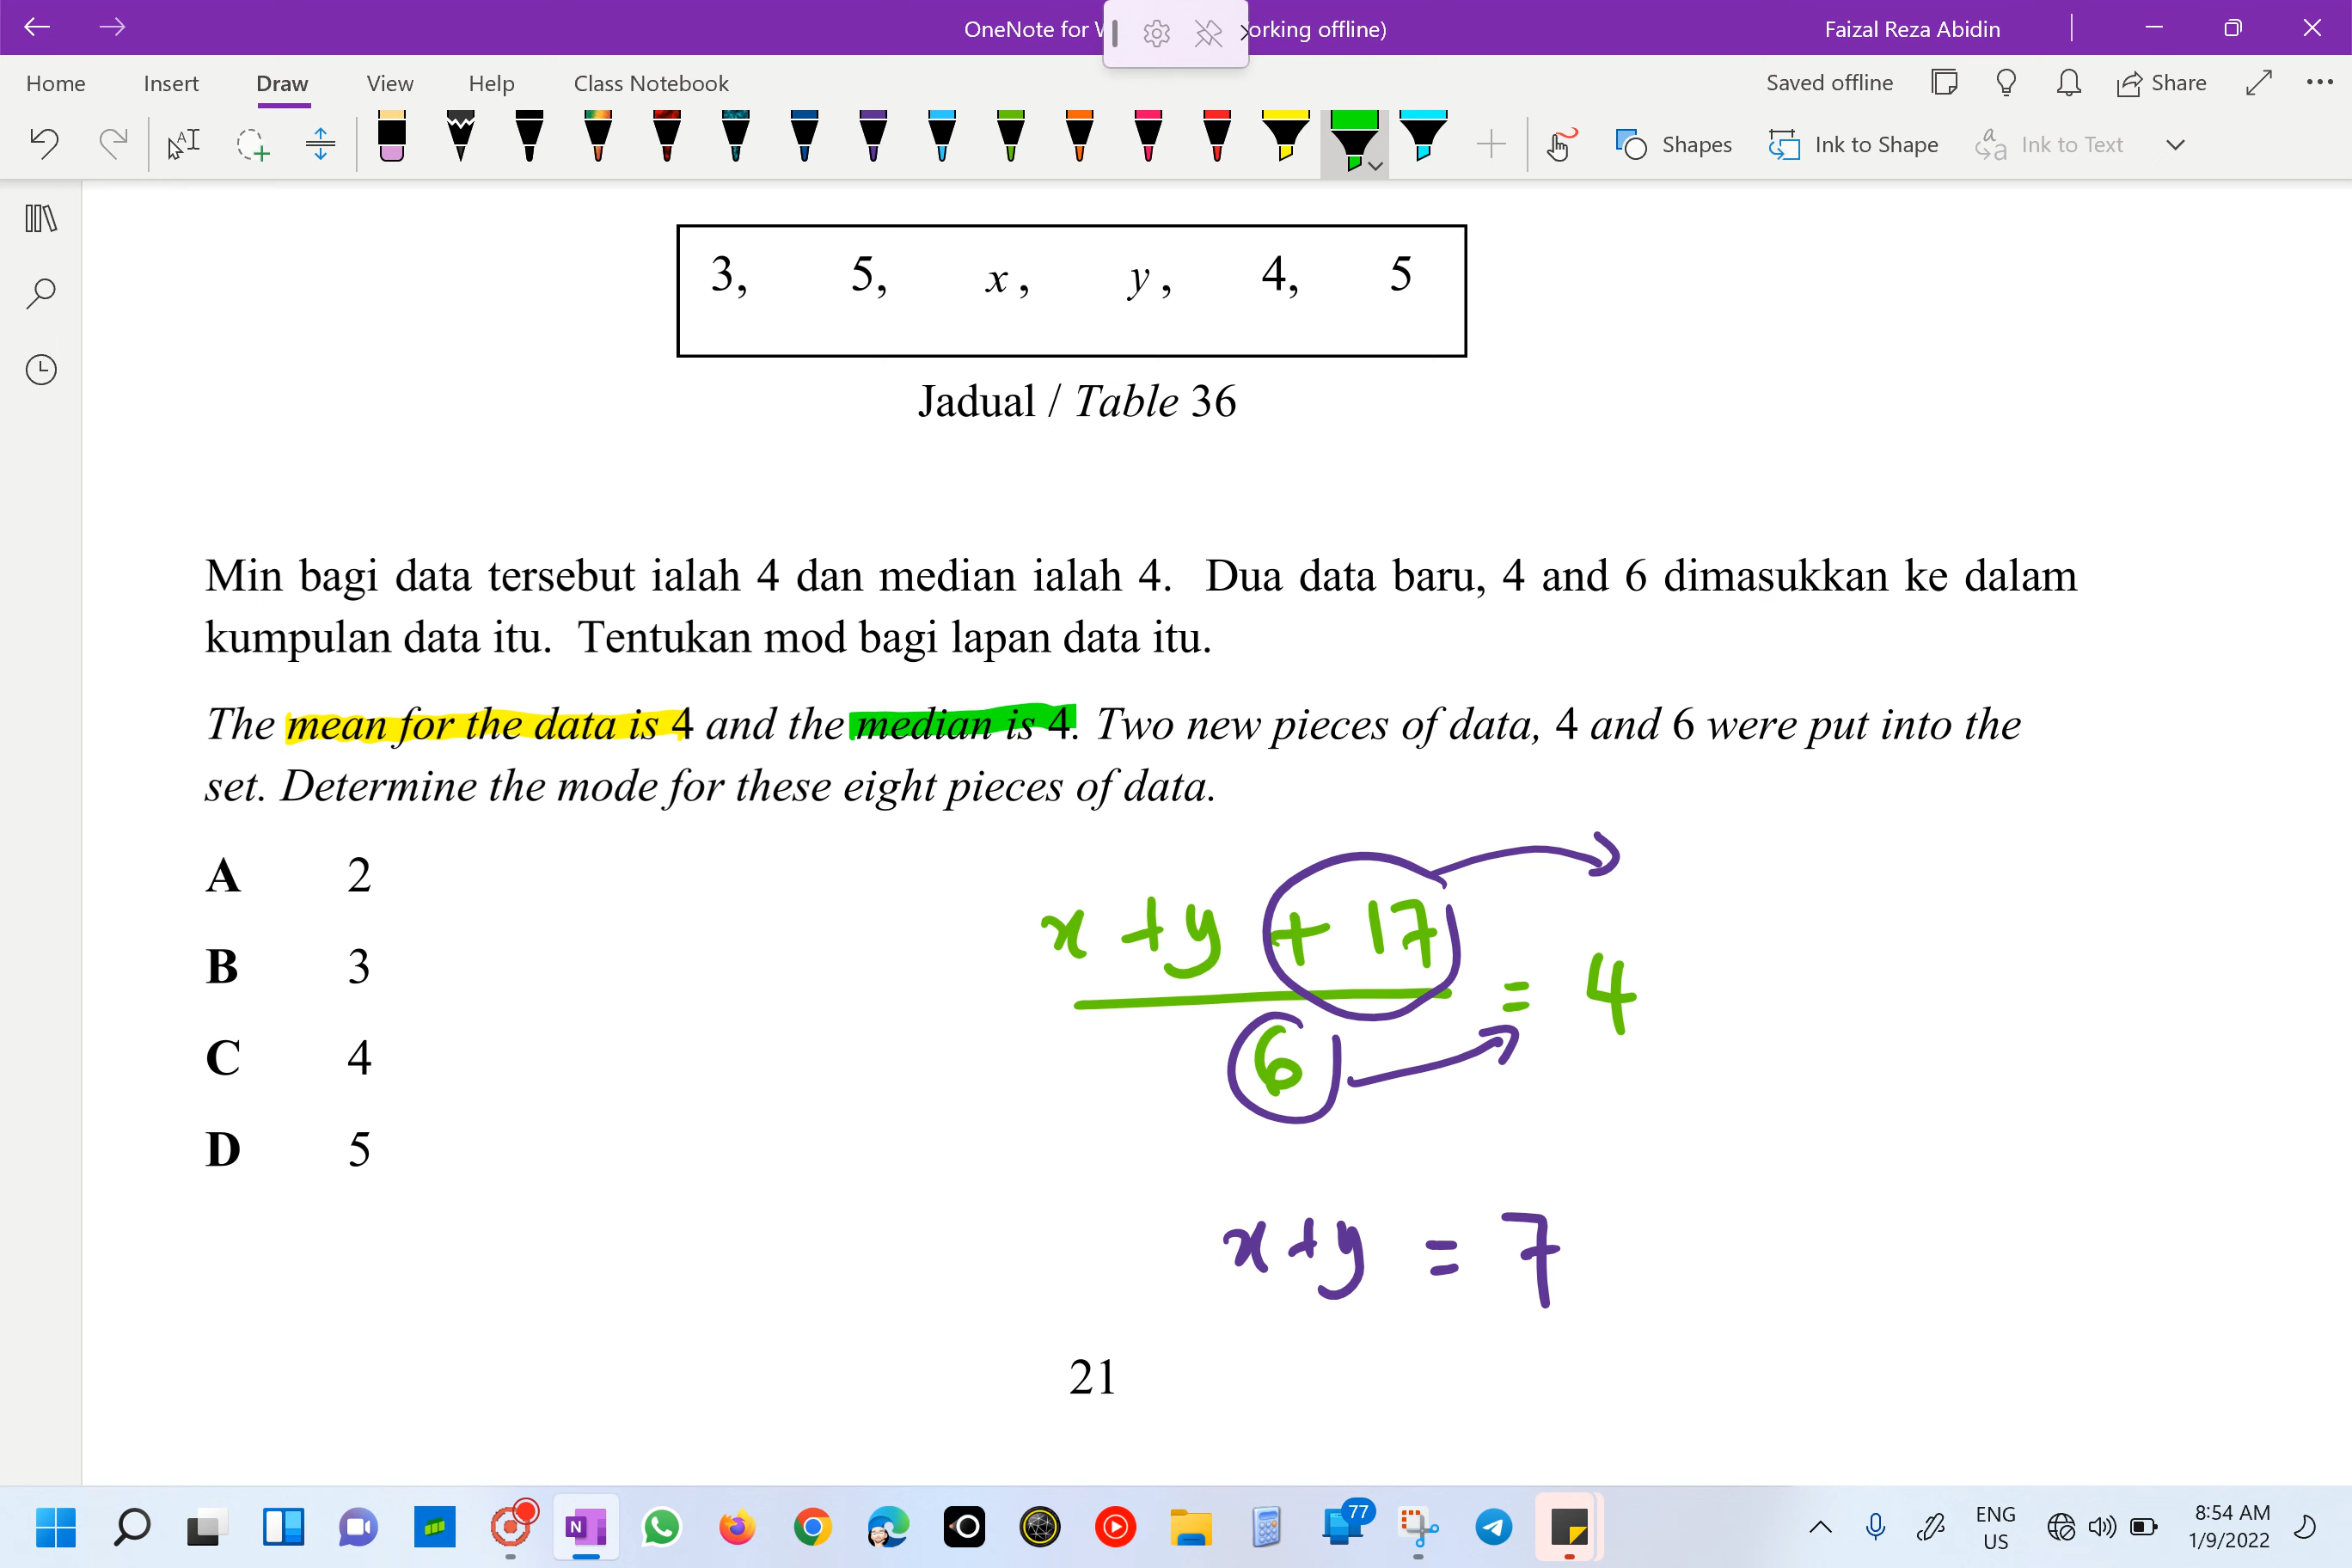 OneNote for W
orking offline)
Faizal Reza Abidin
Home Insert Draw View Help Class Notebook
Saved offline Share
Shapes Ink to Shape Ink to Text
3, 5, x, y, 4, 5
Jadual / Table 36
Min bagi data tersebut ialah 4 dan median ialah 4. Dua data baru, 4 and 6 dimasukkan ke dalam
kumpulan data itu. Tentukan mod bagi lapan data itu.
The mean for the data is 4 and the median is 4. Two new pieces of data, 4 and 6 were put into the
set. Determine the mode for these eight pieces of data.
A 2
B 3
C 4
D 5
x + y + 17
= 4
6
x + y = 7
21
77
ENG
US
8:54 AM
1/9/2022